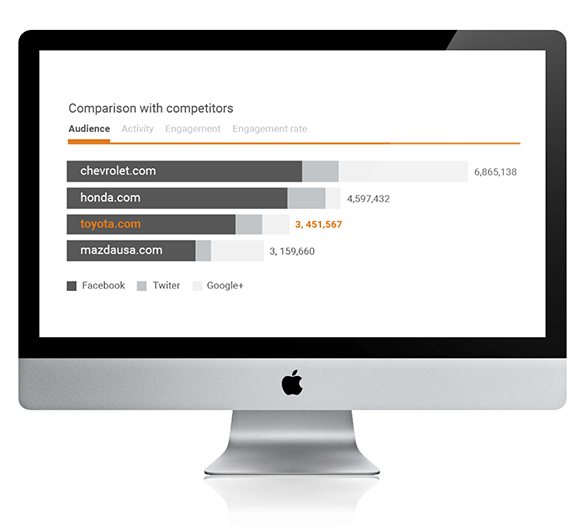 Comparison with competitors
Audience Activity Engagement Engagement rate
chevrolet.com 6,865,138
honda.com 4,597,432
toyota.com 3, 451,567
mazdausa.com 3, 159,660
Facebook Twiter Google+